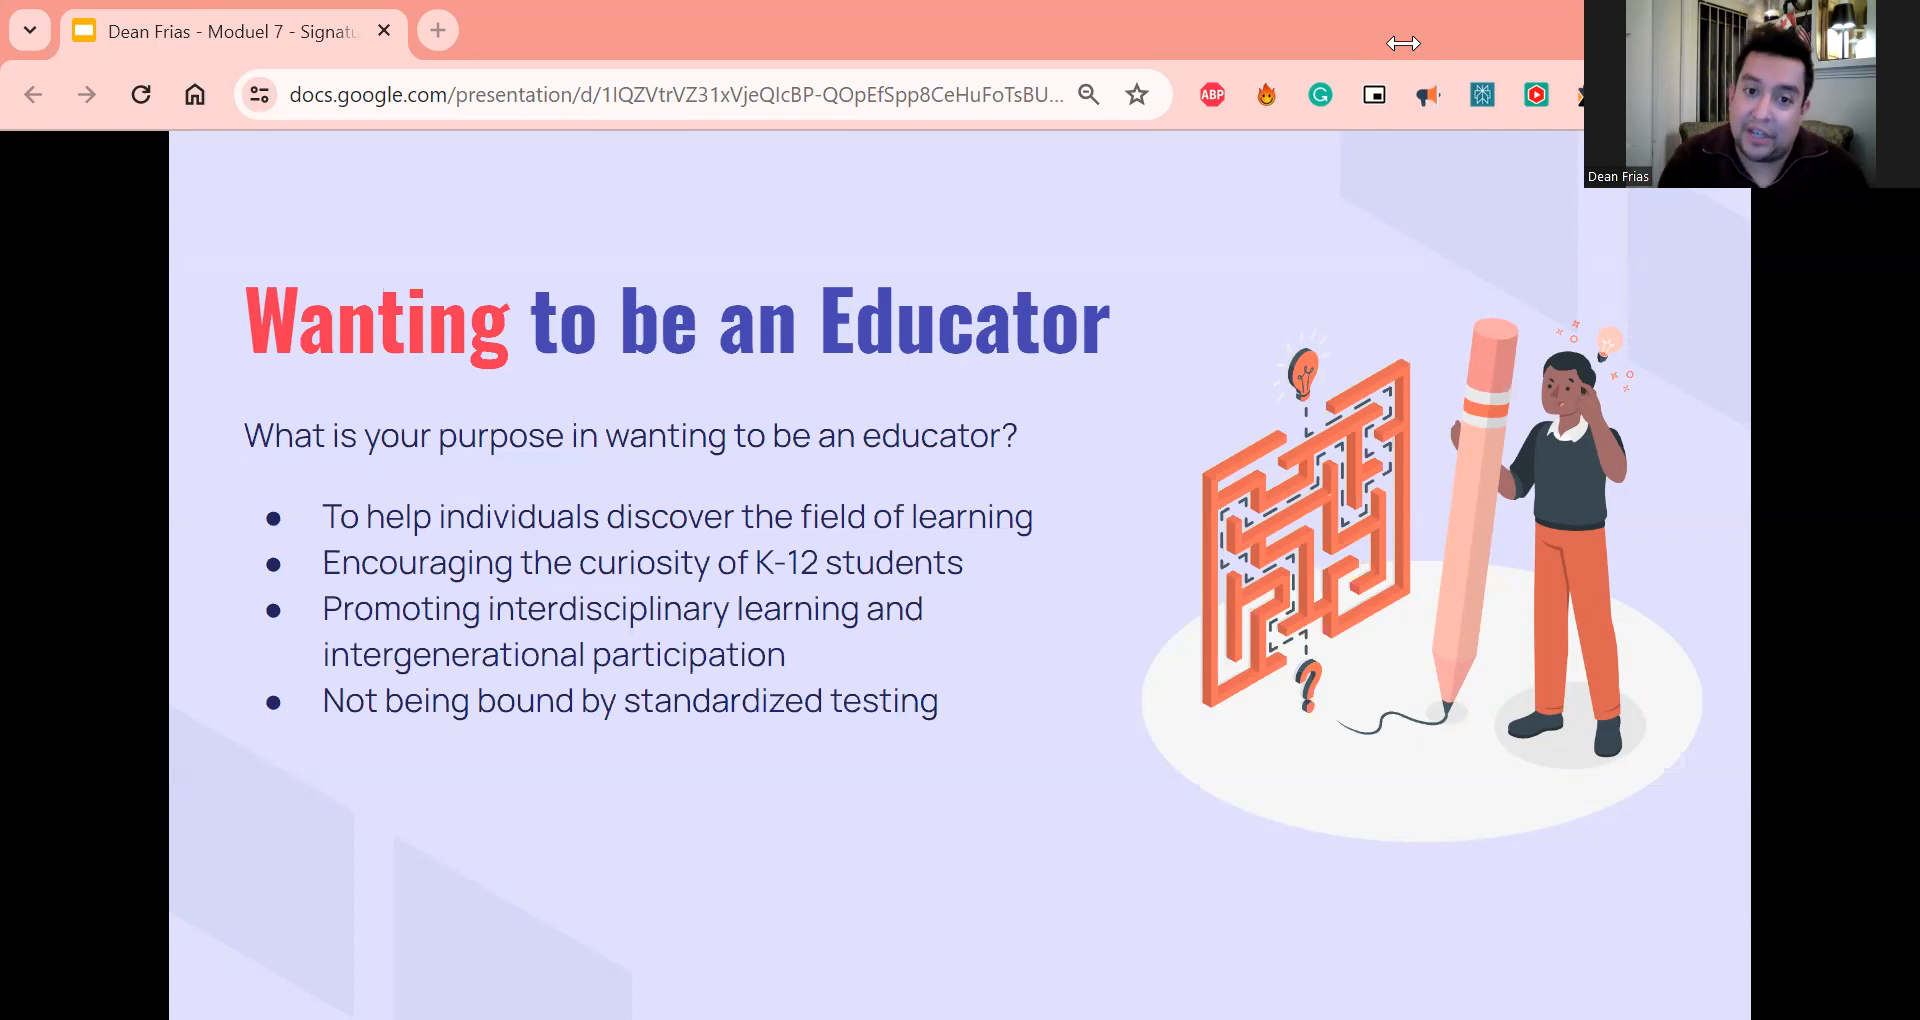 Dean Frias - Moduel 7 - Signatu
docs.google.com/presentation/d/1IQZVtrVZ31xVjeQIcBP-QOpEfSpp8CeHuFoTsBU...
ABP
Dean Frias
Wanting to be an Educator
What is your purpose in wanting to be an educator?
● To help individuals discover the field of learning
● Encouraging the curiosity of K-12 students
● Promoting interdisciplinary learning and
intergenerational participation
● Not being bound by standardized testing
?